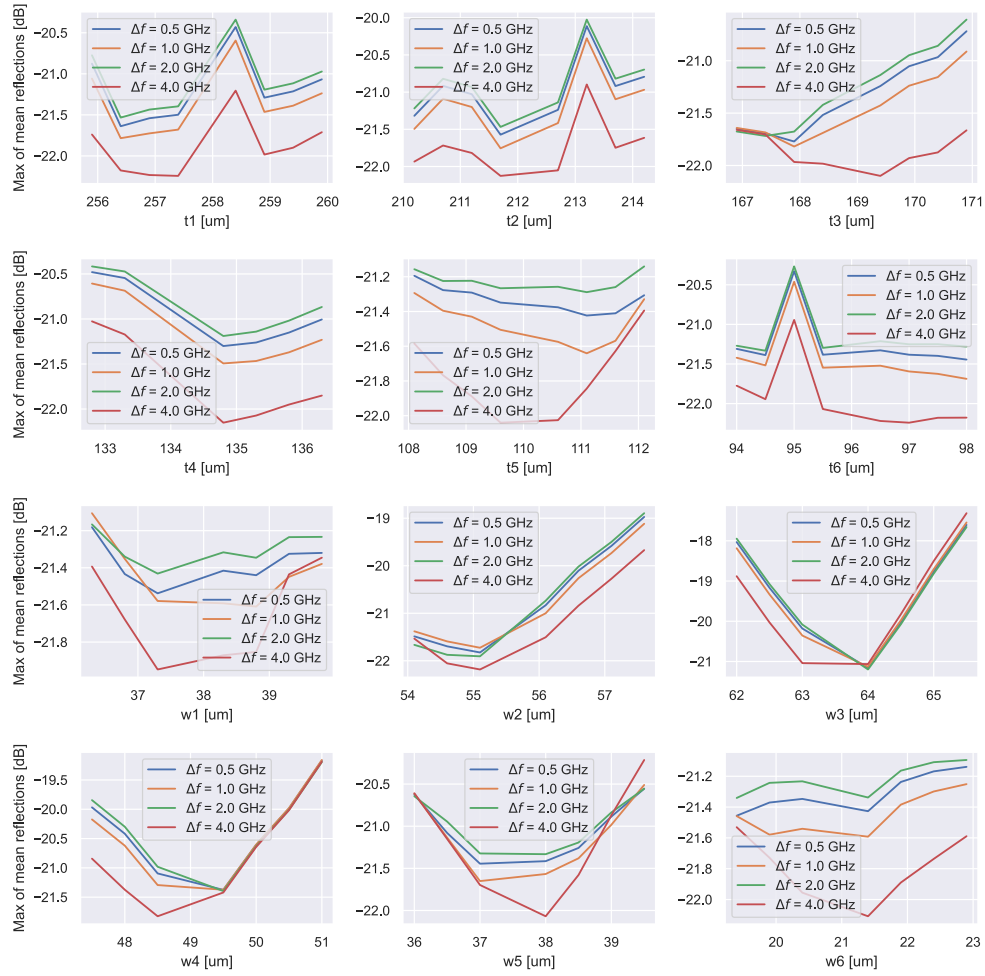 Max of mean reflections [dB]
−20.5
−21.0
−21.5
−22.0
Δf = 0.5 GHz
Δf = 1.0 GHz
Δf = 2.0 GHz
Δf = 4.0 GHz
256 257 258 259 260
t1 [um]
−20.0
−20.5
−21.0
−21.5
−22.0
Δf = 0.5 GHz
Δf = 1.0 GHz
Δf = 2.0 GHz
Δf = 4.0 GHz
210 211 212 213 214
t2 [um]
−21.0
−21.5
−22.0
Δf = 0.5 GHz
Δf = 1.0 GHz
Δf = 2.0 GHz
Δf = 4.0 GHz
167 168 169 170 171
t3 [um]
Max of mean reflections [dB]
−20.5
−21.0
−21.5
−22.0
Δf = 0.5 GHz
Δf = 1.0 GHz
Δf = 2.0 GHz
Δf = 4.0 GHz
133 134 135 136
t4 [um]
−21.2
−21.4
−21.6
−21.8
−22.0
Δf = 0.5 GHz
Δf = 1.0 GHz
Δf = 2.0 GHz
Δf = 4.0 GHz
108 109 110 111 112
t5 [um]
−20.5
−21.0
−21.5
−22.0
Δf = 0.5 GHz
Δf = 1.0 GHz
Δf = 2.0 GHz
Δf = 4.0 GHz
94 95 96 97 98
t6 [um]
Max of mean reflections [dB]
−21.2
−21.4
−21.6
−21.8
Δf = 0.5 GHz
Δf = 1.0 GHz
Δf = 2.0 GHz
Δf = 4.0 GHz
37 38 39
w1 [um]
−19
−20
−21
−22
Δf = 0.5 GHz
Δf = 1.0 GHz
Δf = 2.0 GHz
Δf = 4.0 GHz
54 55 56 57
w2 [um]
−18
−19
−20
−21
Δf = 0.5 GHz
Δf = 1.0 GHz
Δf = 2.0 GHz
Δf = 4.0 GHz
62 63 64 65
w3 [um]
Max of mean reflections [dB]
−19.5
−20.0
−20.5
−21.0
−21.5
Δf = 0.5 GHz
Δf = 1.0 GHz
Δf = 2.0 GHz
Δf = 4.0 GHz
48 49 50 51
w4 [um]
−20.5
−21.0
−21.5
−22.0
Δf = 0.5 GHz
Δf = 1.0 GHz
Δf = 2.0 GHz
Δf = 4.0 GHz
36 37 38 39
w5 [um]
−21.2
−21.4
−21.6
−21.8
−22.0
Δf = 0.5 GHz
Δf = 1.0 GHz
Δf = 2.0 GHz
Δf = 4.0 GHz
20 21 22 23
w6 [um]